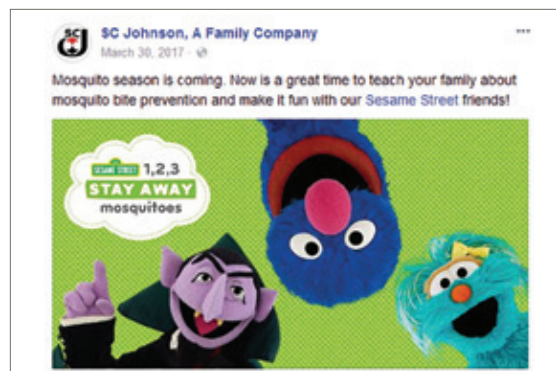 SC
J
SC Johnson, A Family Company
March 30, 2017 ·
Mosquito season is coming. Now is a great time to teach your family about
mosquito bite prevention and make it fun with our Sesame Street friends!
SESAME STREET 1,2,3
STAY AWAY
mosquitoes